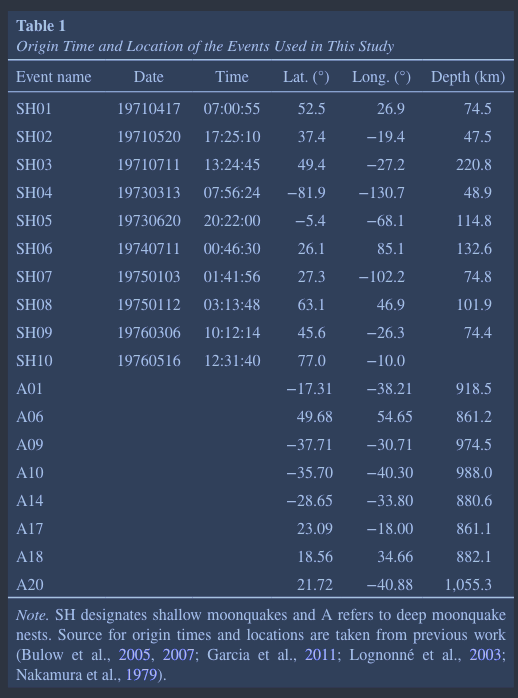 Table 1
Origin Time and Location of the Events Used in This Study
Event name Date Time Lat. (°) Long. (°) Depth (km)
SH01 19710417 07:00:55 52.5 26.9 74.5
SH02 19710520 17:25:10 37.4 −19.4 47.5
SH03 19710711 13:24:45 49.4 −27.2 220.8
SH04 19730313 07:56:24 −81.9 −130.7 48.9
SH05 19730620 20:22:00 −5.4 −68.1 114.8
SH06 19740711 00:46:30 26.1 85.1 132.6
SH07 19750103 01:41:56 27.3 −102.2 74.8
SH08 19750112 03:13:48 63.1 46.9 101.9
SH09 19760306 10:12:14 45.6 −26.3 74.4
SH10 19760516 12:31:40 77.0 −10.0
A01 −17.31 −38.21 918.5
A06 49.68 54.65 861.2
A09 −37.71 −30.71 974.5
A10 −35.70 −40.30 988.0
A14 −28.65 −33.80 880.6
A17 23.09 −18.00 861.1
A18 18.56 34.66 882.1
A20 21.72 −40.88 1,055.3
Note. SH designates shallow moonquakes and A refers to deep moonquake
nests. Source for origin times and locations are taken from previous work
(Bulow et al., 2005, 2007; Garcia et al., 2011; Lognonné et al., 2003;
Nakamura et al., 1979).